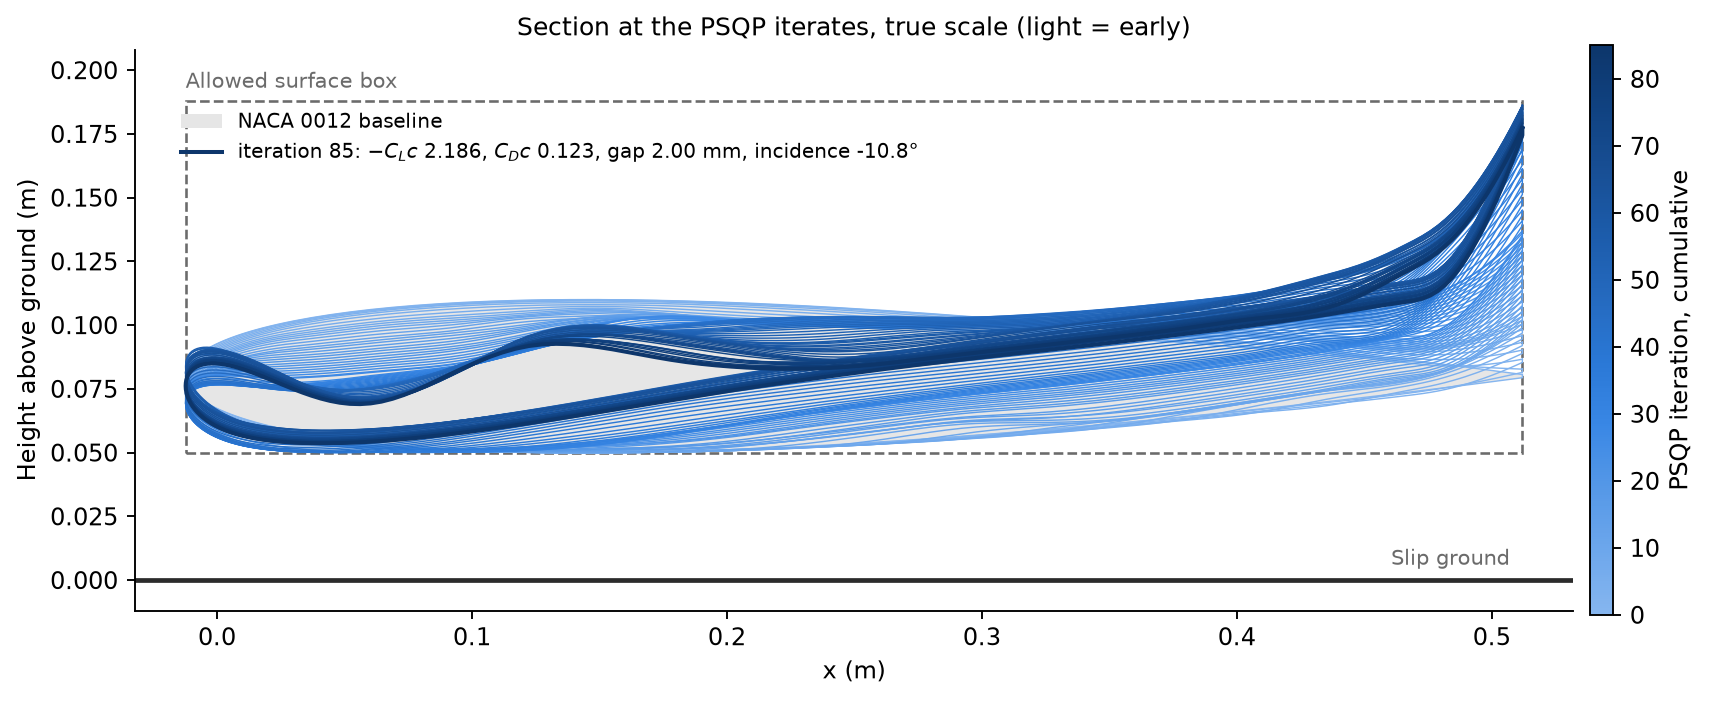 Section at the PSQP iterates, true scale (light = early)
Allowed surface box
NACA 0012 baseline
iteration 85: −C_Lc 2.186, C_Dc 0.123, gap 2.00 mm, incidence -10.8°
Slip ground
Height above ground (m)
0.200
0.175
0.150
0.125
0.100
0.075
0.050
0.025
0.000
0.0 0.1 0.2 0.3 0.4 0.5
x (m)
80
70
60
50
40
30
20
10
0
PSQP iteration, cumulative